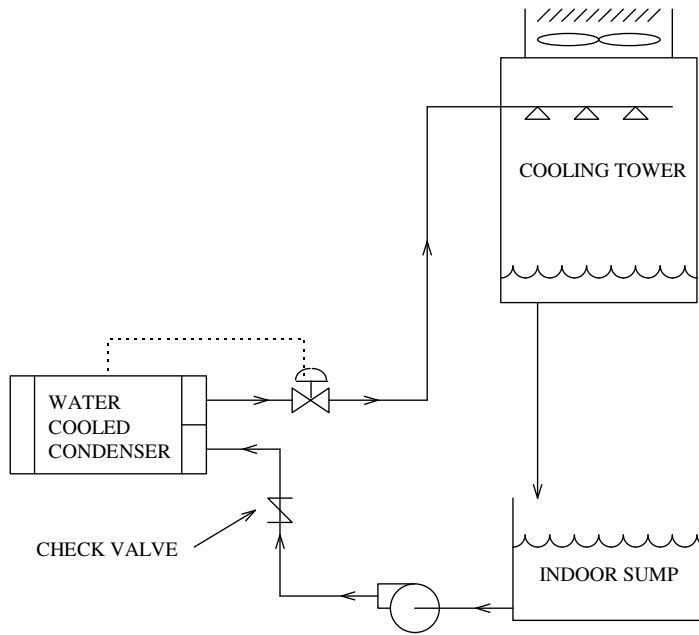 COOLING TOWER
WATER
COOLED
CONDENSER
CHECK VALVE
INDOOR SUMP